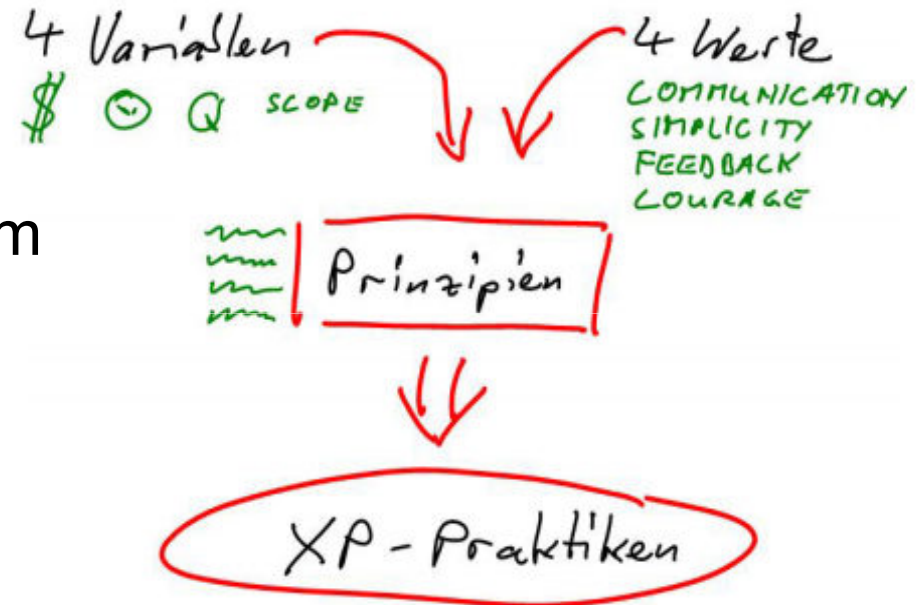 4 Variablen
$ Q SCOPE
4 Werte
COMMUNICATION
SIMPLICITY
FEEDBACK
COURAGE
m
Prinzipien
XP-Praktiken